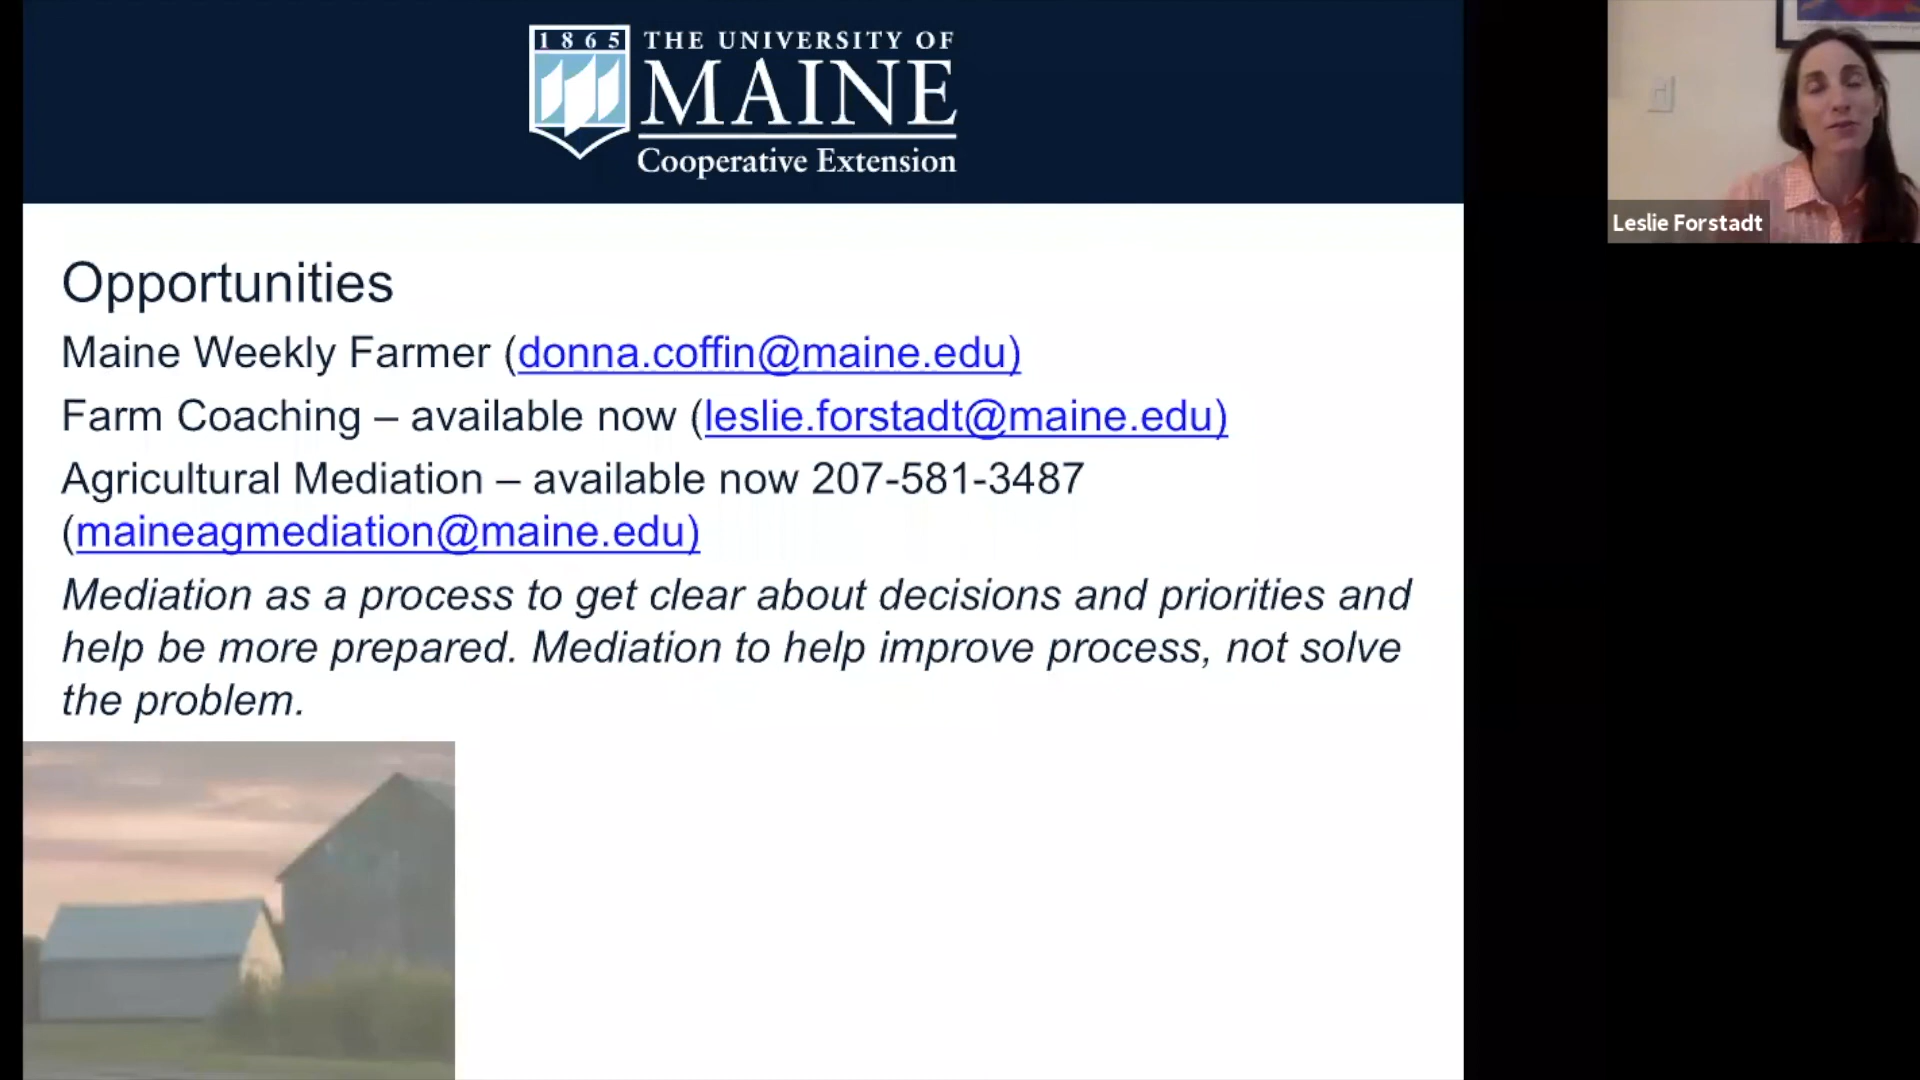 1865
THE UNIVERSITY OF
MAINE
Cooperative Extension
Leslie Forstadt
Opportunities
Maine Weekly Farmer (donna.coffin@maine.edu)
Farm Coaching – available now (leslie.forstadt@maine.edu)
Agricultural Mediation – available now 207-581-3487
(maineagmediation@maine.edu)
Mediation as a process to get clear about decisions and priorities and
help be more prepared. Mediation to help improve process, not solve
the problem.